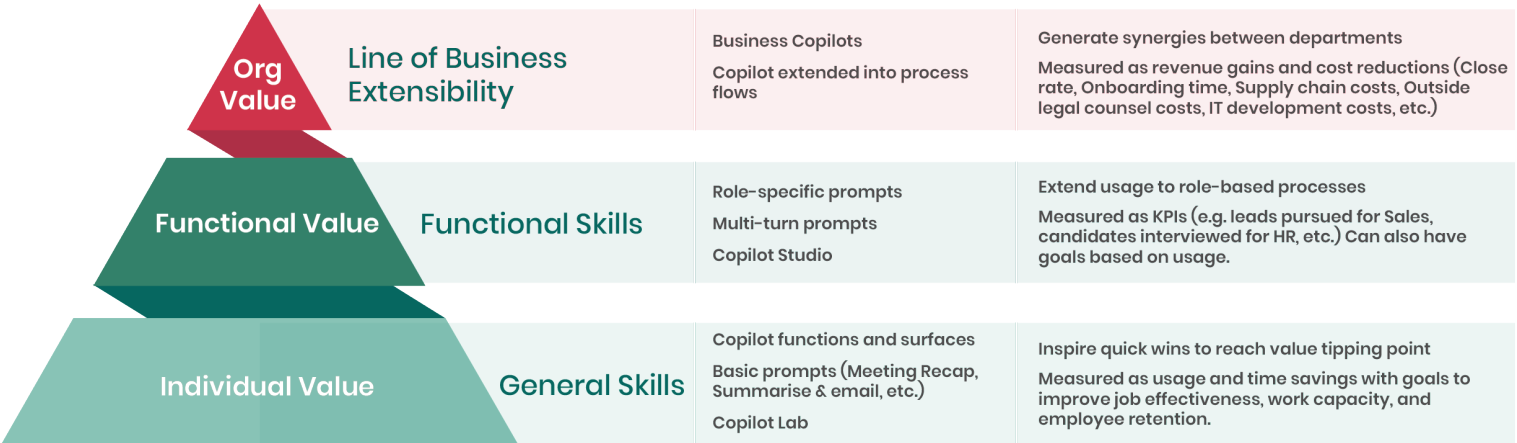 Org
Value
Line of Business
Extensibility
Business Copilots
Copilot extended into process
flows
Generate synergies between departments
Measured as revenue gains and cost reductions (Close
rate, Onboarding time, Supply chain costs, Outside
legal counsel costs, IT development costs, etc.)
Functional Value
Functional Skills
Role-specific prompts
Multi-turn prompts
Copilot Studio
Extend usage to role-based processes
Measured as KPIs (e.g. leads pursued for Sales,
candidates interviewed for HR, etc.) Can also have
goals based on usage.
Individual Value
General Skills
Copilot functions and surfaces
Basic prompts (Meeting Recap,
Summarise & email, etc.)
Copilot Lab
Inspire quick wins to reach value tipping point
Measured as usage and time savings with goals to
improve job effectiveness, work capacity, and
employee retention.